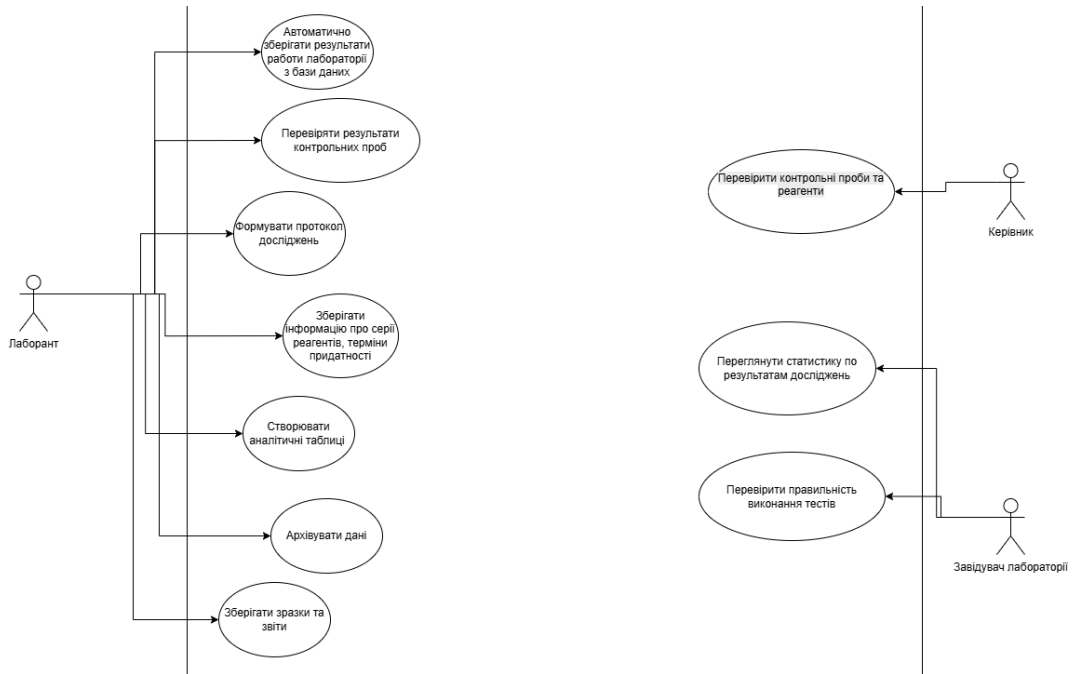 Автоматично
зберігати результати
работи лабораторії
з бази даних
Перевіряти результати
контрольних проб
Формувати протокол
досліджень
Зберігати
інформацію про серії
реагентів, терміни
придатності
Лаборант
Створювати
аналітичні таблиці
Архівувати дані
Зберігати зразки та
звіти
Перевірити контрольні проби та
реагенти
Керівник
Переглянути статистику по
результатам досліджень
Перевірити правильність
виконання тестів
Завідувач лабораторії